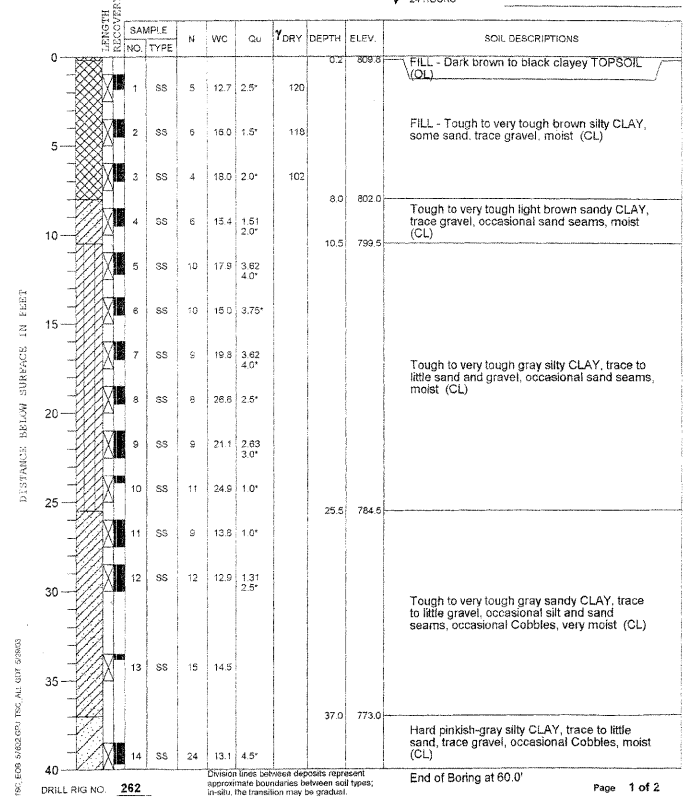 24 HOURS
LENGTH
RECOVERY
SAMPLE
NO. TYPE
N WC Qu γDRY DEPTH ELEV. SOIL DESCRIPTIONS
0
0.2 809.8 FILL - Dark brown to black clayey TOPSOIL
(OL)
1 SS 5 12.7 2.5* 120
2 SS 6 16.0 1.5* 118 FILL - Tough to very tough brown silty CLAY,
some sand, trace gravel, moist (CL)
5
3 SS 4 18.0 2.0* 102
8.0 802.0
4 SS 6 15.4 1.51 Tough to very tough light brown sandy CLAY,
2.0* trace gravel, occasional sand seams, moist
(CL)
10
10.5 799.5
5 SS 10 17.9 3.62
4.0*
6 SS 10 15.0 3.75*
15
7 SS 9 19.8 3.62
4.0*
Tough to very tough gray silty CLAY, trace to
little sand and gravel, occasional sand seams,
moist (CL)
8 SS 8 26.6 2.5*
20
9 SS 9 21.1 2.63
3.0*
10 SS 11 24.9 1.0*
25
25.5 784.5
11 SS 9 13.8 1.0*
12 SS 12 12.9 1.31
2.5*
30
Tough to very tough gray sandy CLAY, trace
to little gravel, occasional silt and sand
seams, occasional Cobbles, very moist (CL)
13 SS 15 14.5
35
37.0 773.0
Hard pinkish-gray silty CLAY, trace to little
sand, trace gravel, occasional Cobbles, moist
(CL)
14 SS 24 13.1 4.5*
40
DISTANCE BELOW SURFACE IN FEET
End of Boring at 60.0'
DRILL RIG NO. 262
Division lines between deposits represent
approximate boundaries between soil types;
in-situ, the transition may be gradual.
Page 1 of 2